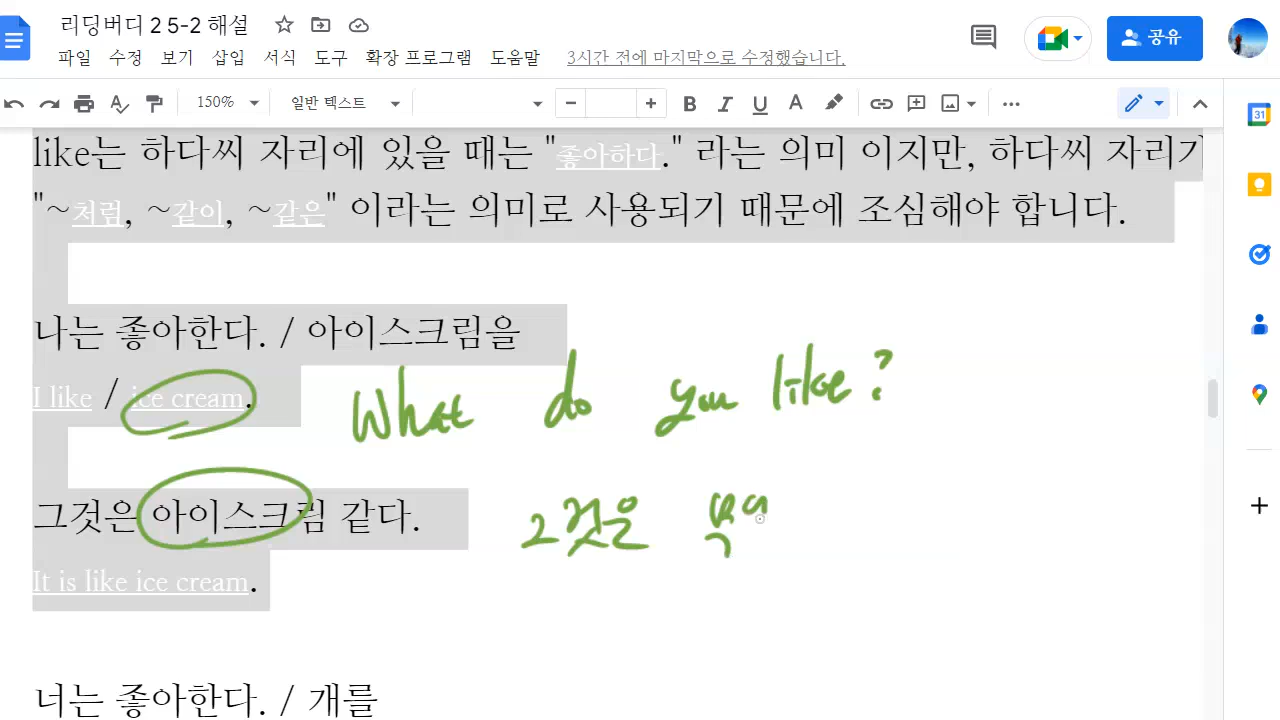 리딩버디 2 5-2 해설
파일 수정 보기 삽입 서식 도구 확장 프로그램 도움말 3시간 전에 마지막으로 수정했습니다.
공유
150% 일반 텍스트 − + B I U A ...
31
like는 하다씨 자리에 있을 때는 "좋아하다." 라는 의미 이지만, 하다씨 자리가
"~처럼, ~같이, ~같은" 이라는 의미로 사용되기 때문에 조심해야 합니다.
나는 좋아한다. / 아이스크림을
I like / ice cream.
What do you like?
그것은 아이스크림 같다.
그것은
It is like ice cream.
너는 좋아한다. / 개를